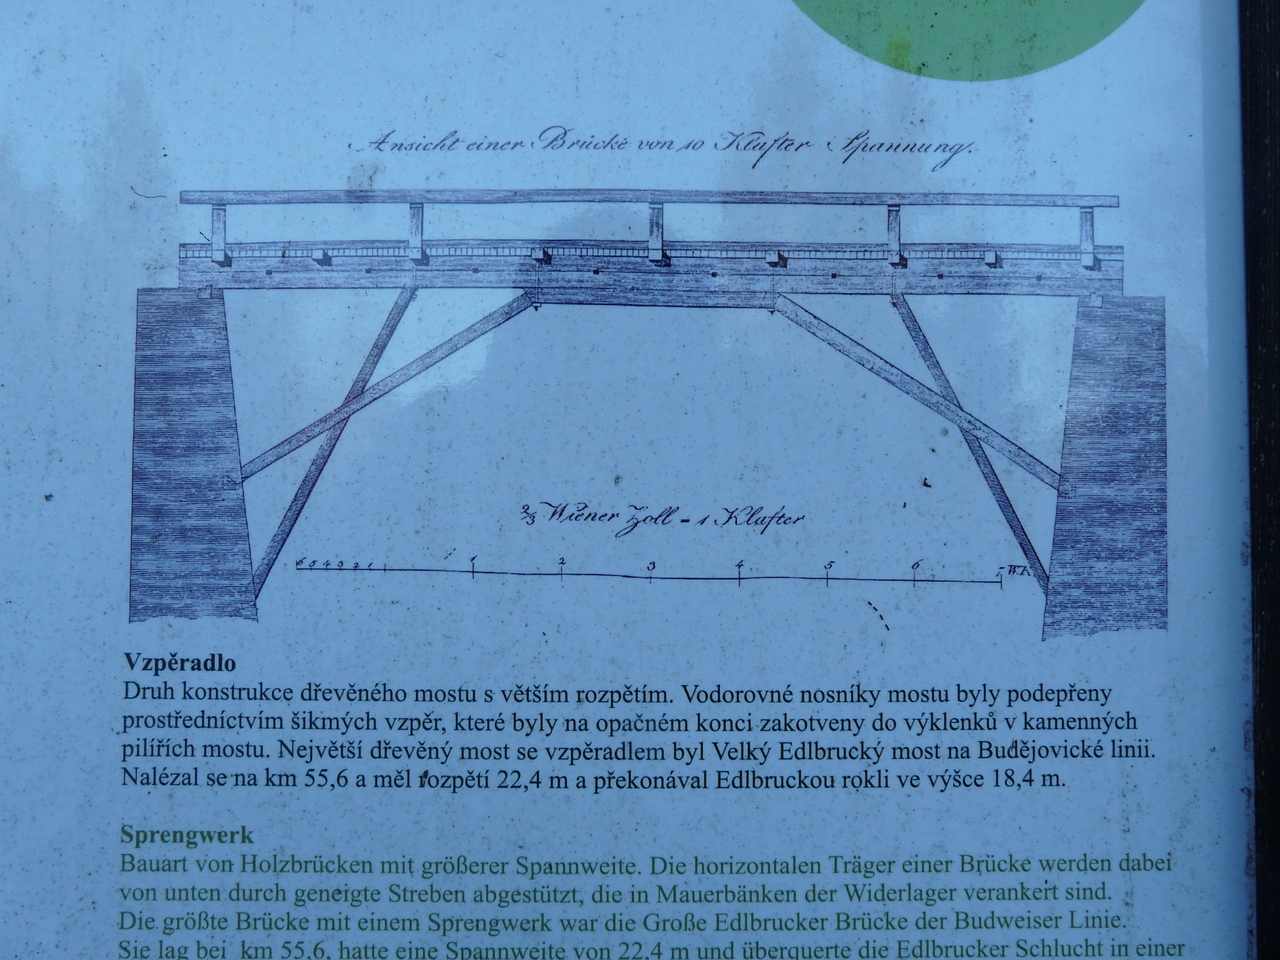 Ansicht einer Brücke von 10 Klafter Spannung.
2/3 Wiener Zoll = 1 Klafter
6 5 4 3 2 1 1 2 3 4 5 6 7 W.K.
Vzpěradlo
Druh konstrukce dřevěného mostu s větším rozpětím. Vodorovné nosníky mostu byly podepřeny
prostřednictvím šikmých vzpěr, které byly na opačném konci zakotveny do výklenků v kamenných
pilířích mostu. Největší dřevěný most se vzpěradlem byl Velký Edlbrucký most na Budějovické linii.
Nalézal se na km 55,6 a měl rozpětí 22,4 m a překonával Edlbruckou rokli ve výšce 18,4 m.
Sprengwerk
Bauart von Holzbrücken mit größerer Spannweite. Die horizontalen Träger einer Brücke werden dabei
von unten durch geneigte Streben abgestützt, die in Mauerbänken der Widerlager verankert sind.
Die größte Brücke mit einem Sprengwerk war die Große Edlbrucker Brücke der Budweiser Linie.
Sie lag bei km 55,6, hatte eine Spannweite von 22,4 m und überquerte die Edlbrucker Schlucht in einer